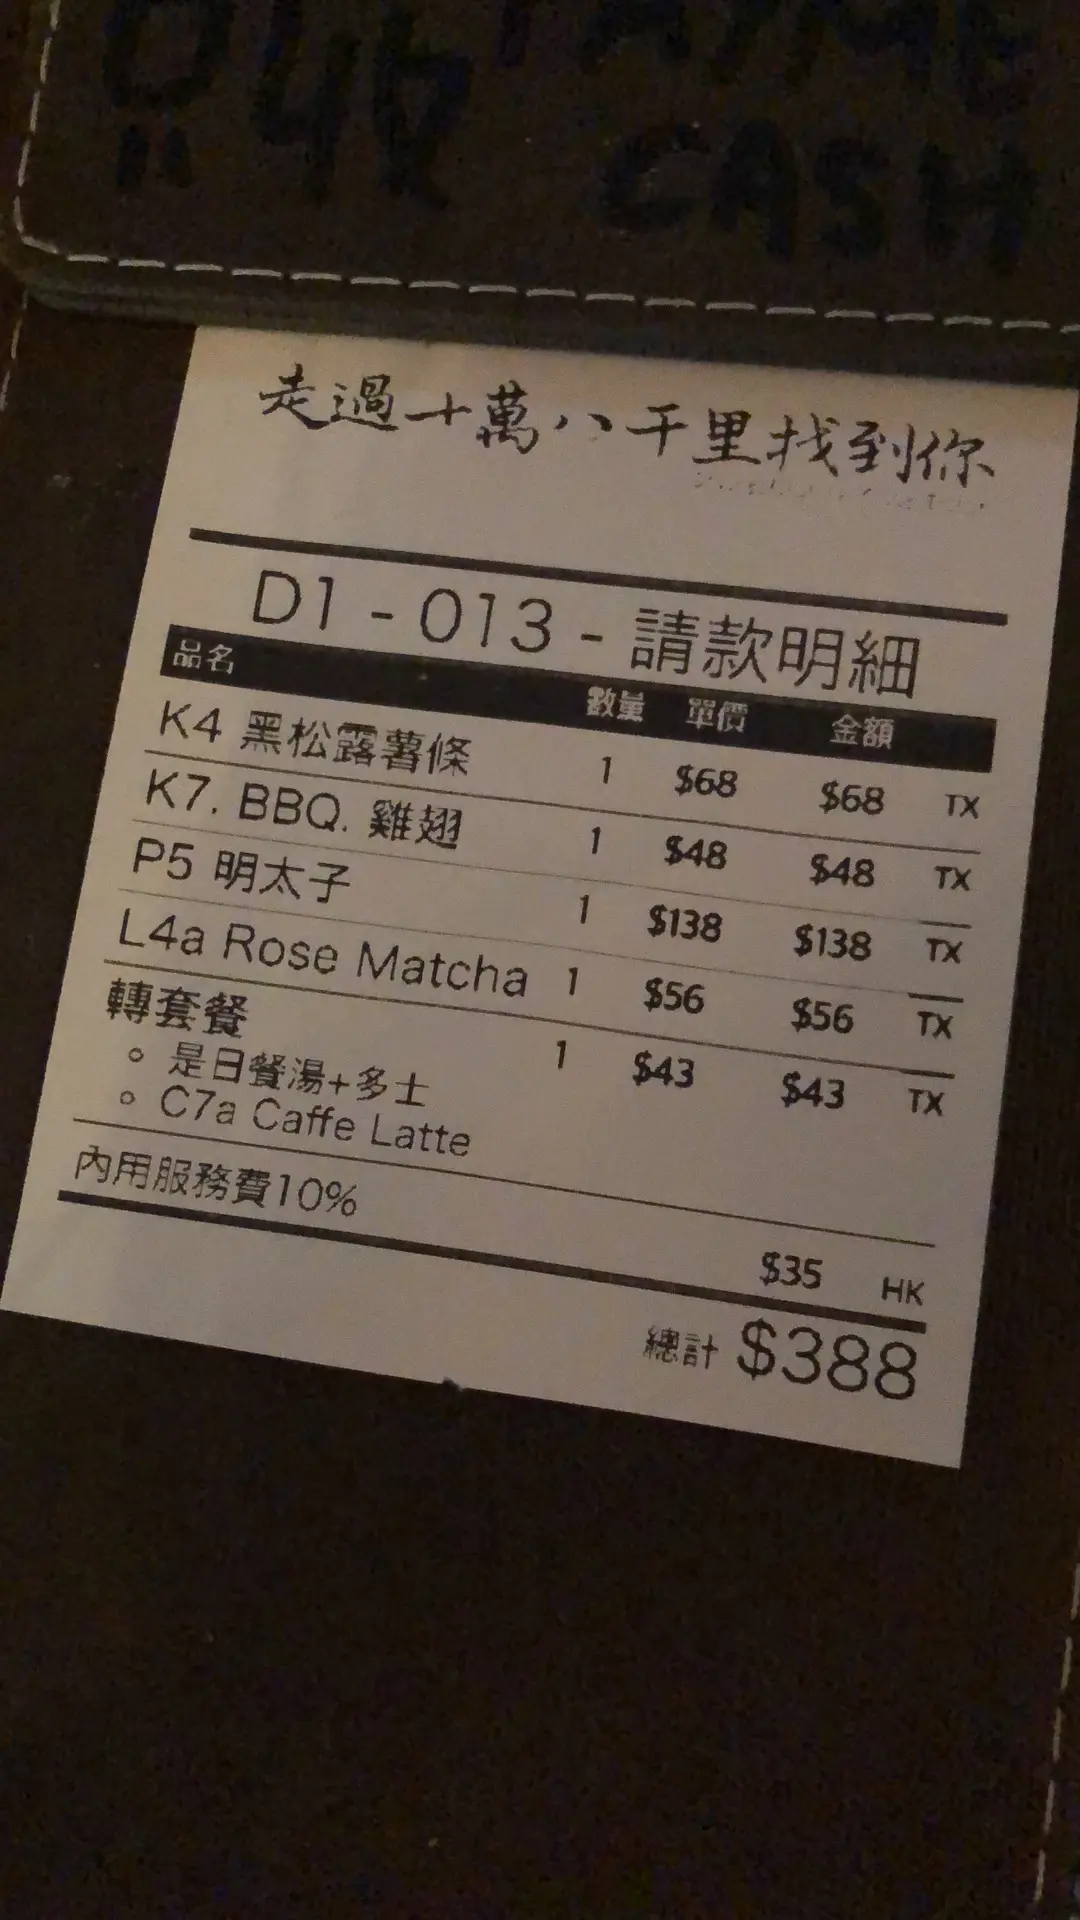 CASH
走過十萬八千里找到你
D1 - 013 - 請款明細
品名 數量 單價 金額
K4 黑松露薯條 1 $68 $68 TX
K7. BBQ. 雞翅 1 $48 $48 TX
P5 明太子 1 $138 $138 TX
L4a Rose Matcha 1 $56 $56 TX
轉套餐 1 $43 $43 TX
是日餐湯+多士
C7a Caffe Latte
內用服務費10% $35 HK
總計 $388